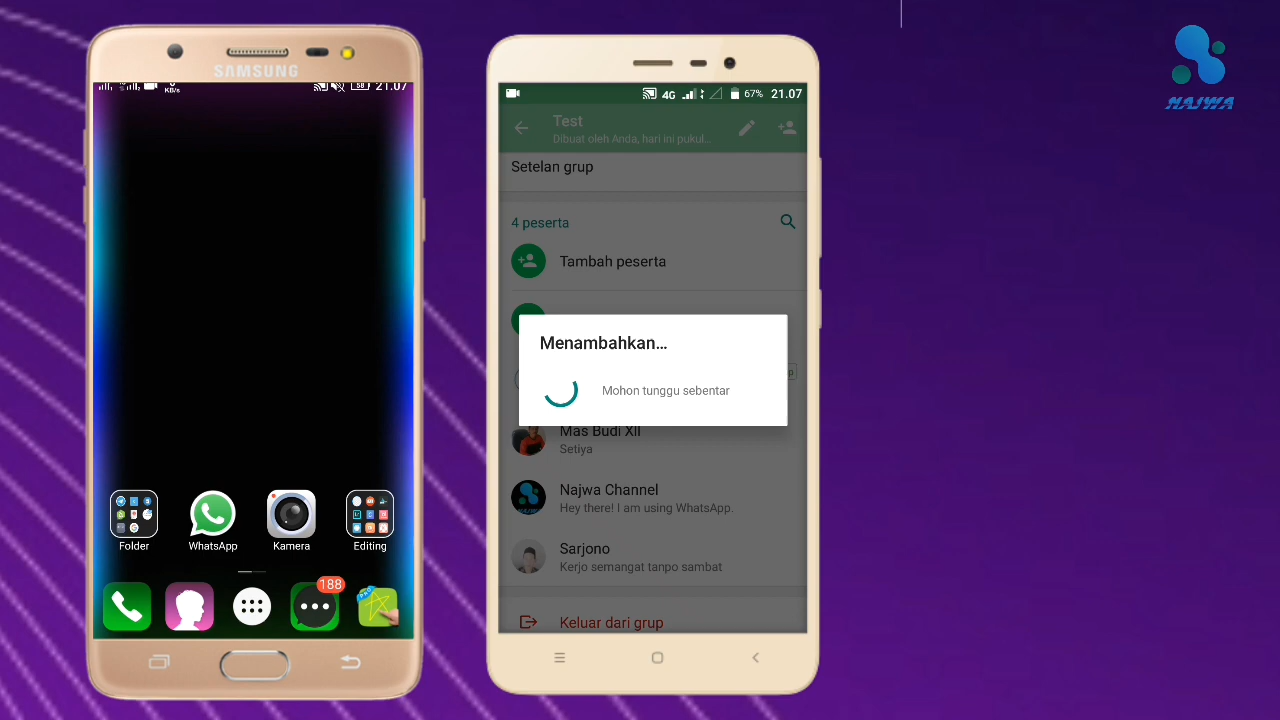 SAMSUNG
KB/s
58
21.07
Folder
WhatsApp
Kamera
Editing
188
4G
67%
21.07
Test
Dibuat oleh Anda, hari ini pukul...
Setelan grup
4 peserta
Tambah peserta
Menambahkan...
Mohon tunggu sebentar
Mas Budi XII
Setiya
Najwa Channel
Hey there! I am using WhatsApp.
Sarjono
Kerjo semangat tanpo sambat
Keluar dari grup
NAJWA